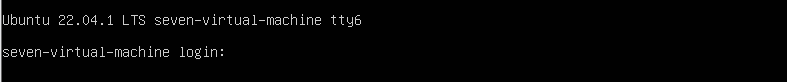 Ubuntu 22.04.1 LTS seven-virtual-machine tty6
seven-virtual-machine login: